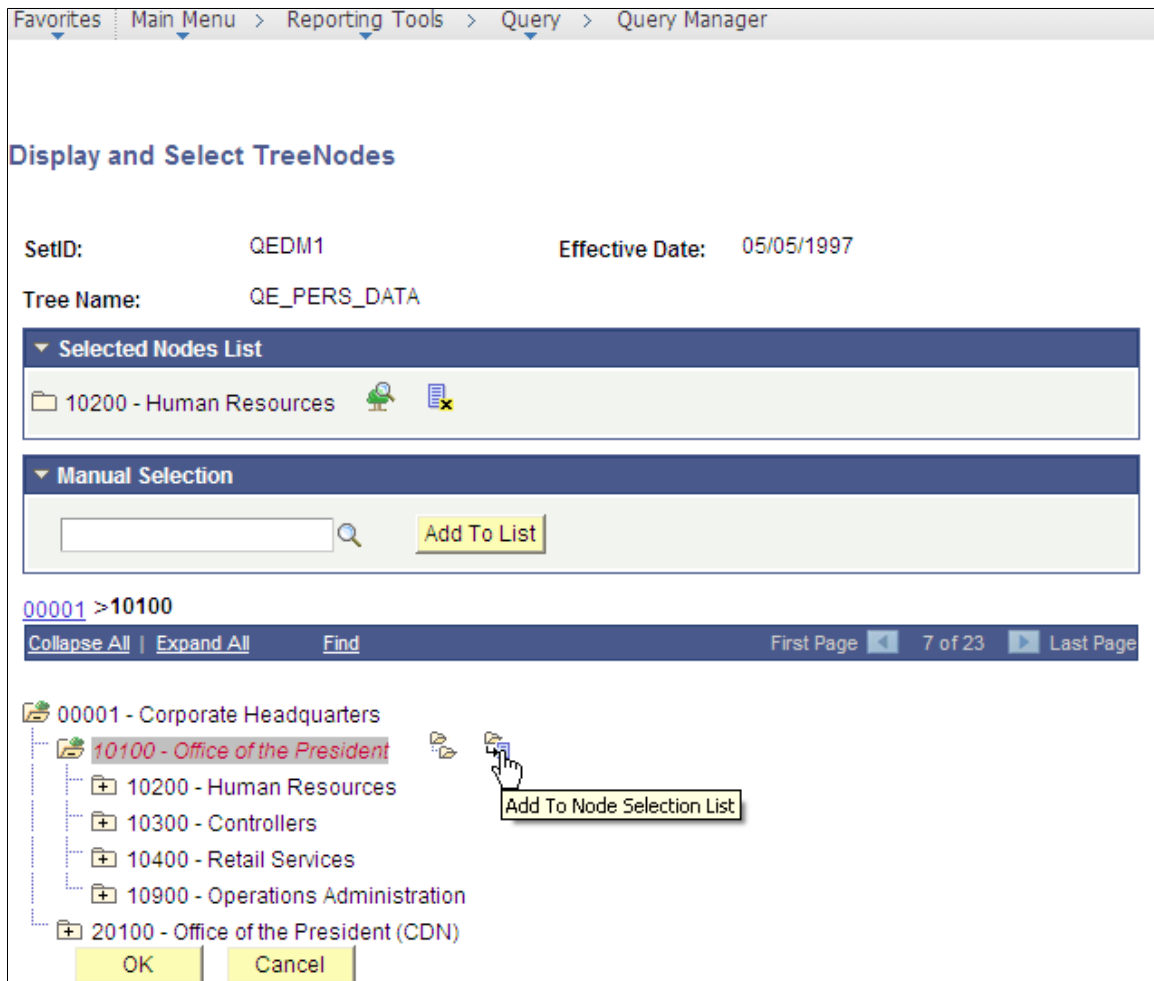 Favorites Main Menu > Reporting Tools > Query > Query Manager
Display and Select TreeNodes
SetID: QEDM1 Effective Date: 05/05/1997
Tree Name: QE_PERS_DATA
Selected Nodes List
10200 - Human Resources
Manual Selection
Add To List
00001 >10100
Collapse All | Expand All Find First Page 7 of 23 Last Page
00001 - Corporate Headquarters
10100 - Office of the President
10200 - Human Resources
Add To Node Selection List
10300 - Controllers
10400 - Retail Services
10900 - Operations Administration
20100 - Office of the President (CDN)
OK Cancel